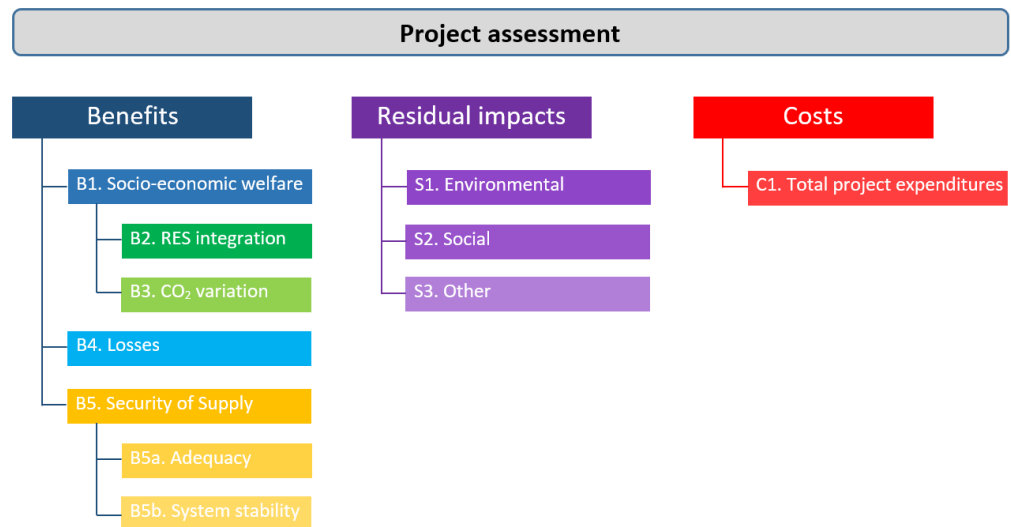 Project assessment
Benefits
B1. Socio-economic welfare
B2. RES integration
B3. CO₂ variation
B4. Losses
B5. Security of Supply
B5a. Adequacy
B5b. System stability
Residual impacts
S1. Environmental
S2. Social
S3. Other
Costs
C1. Total project expenditures